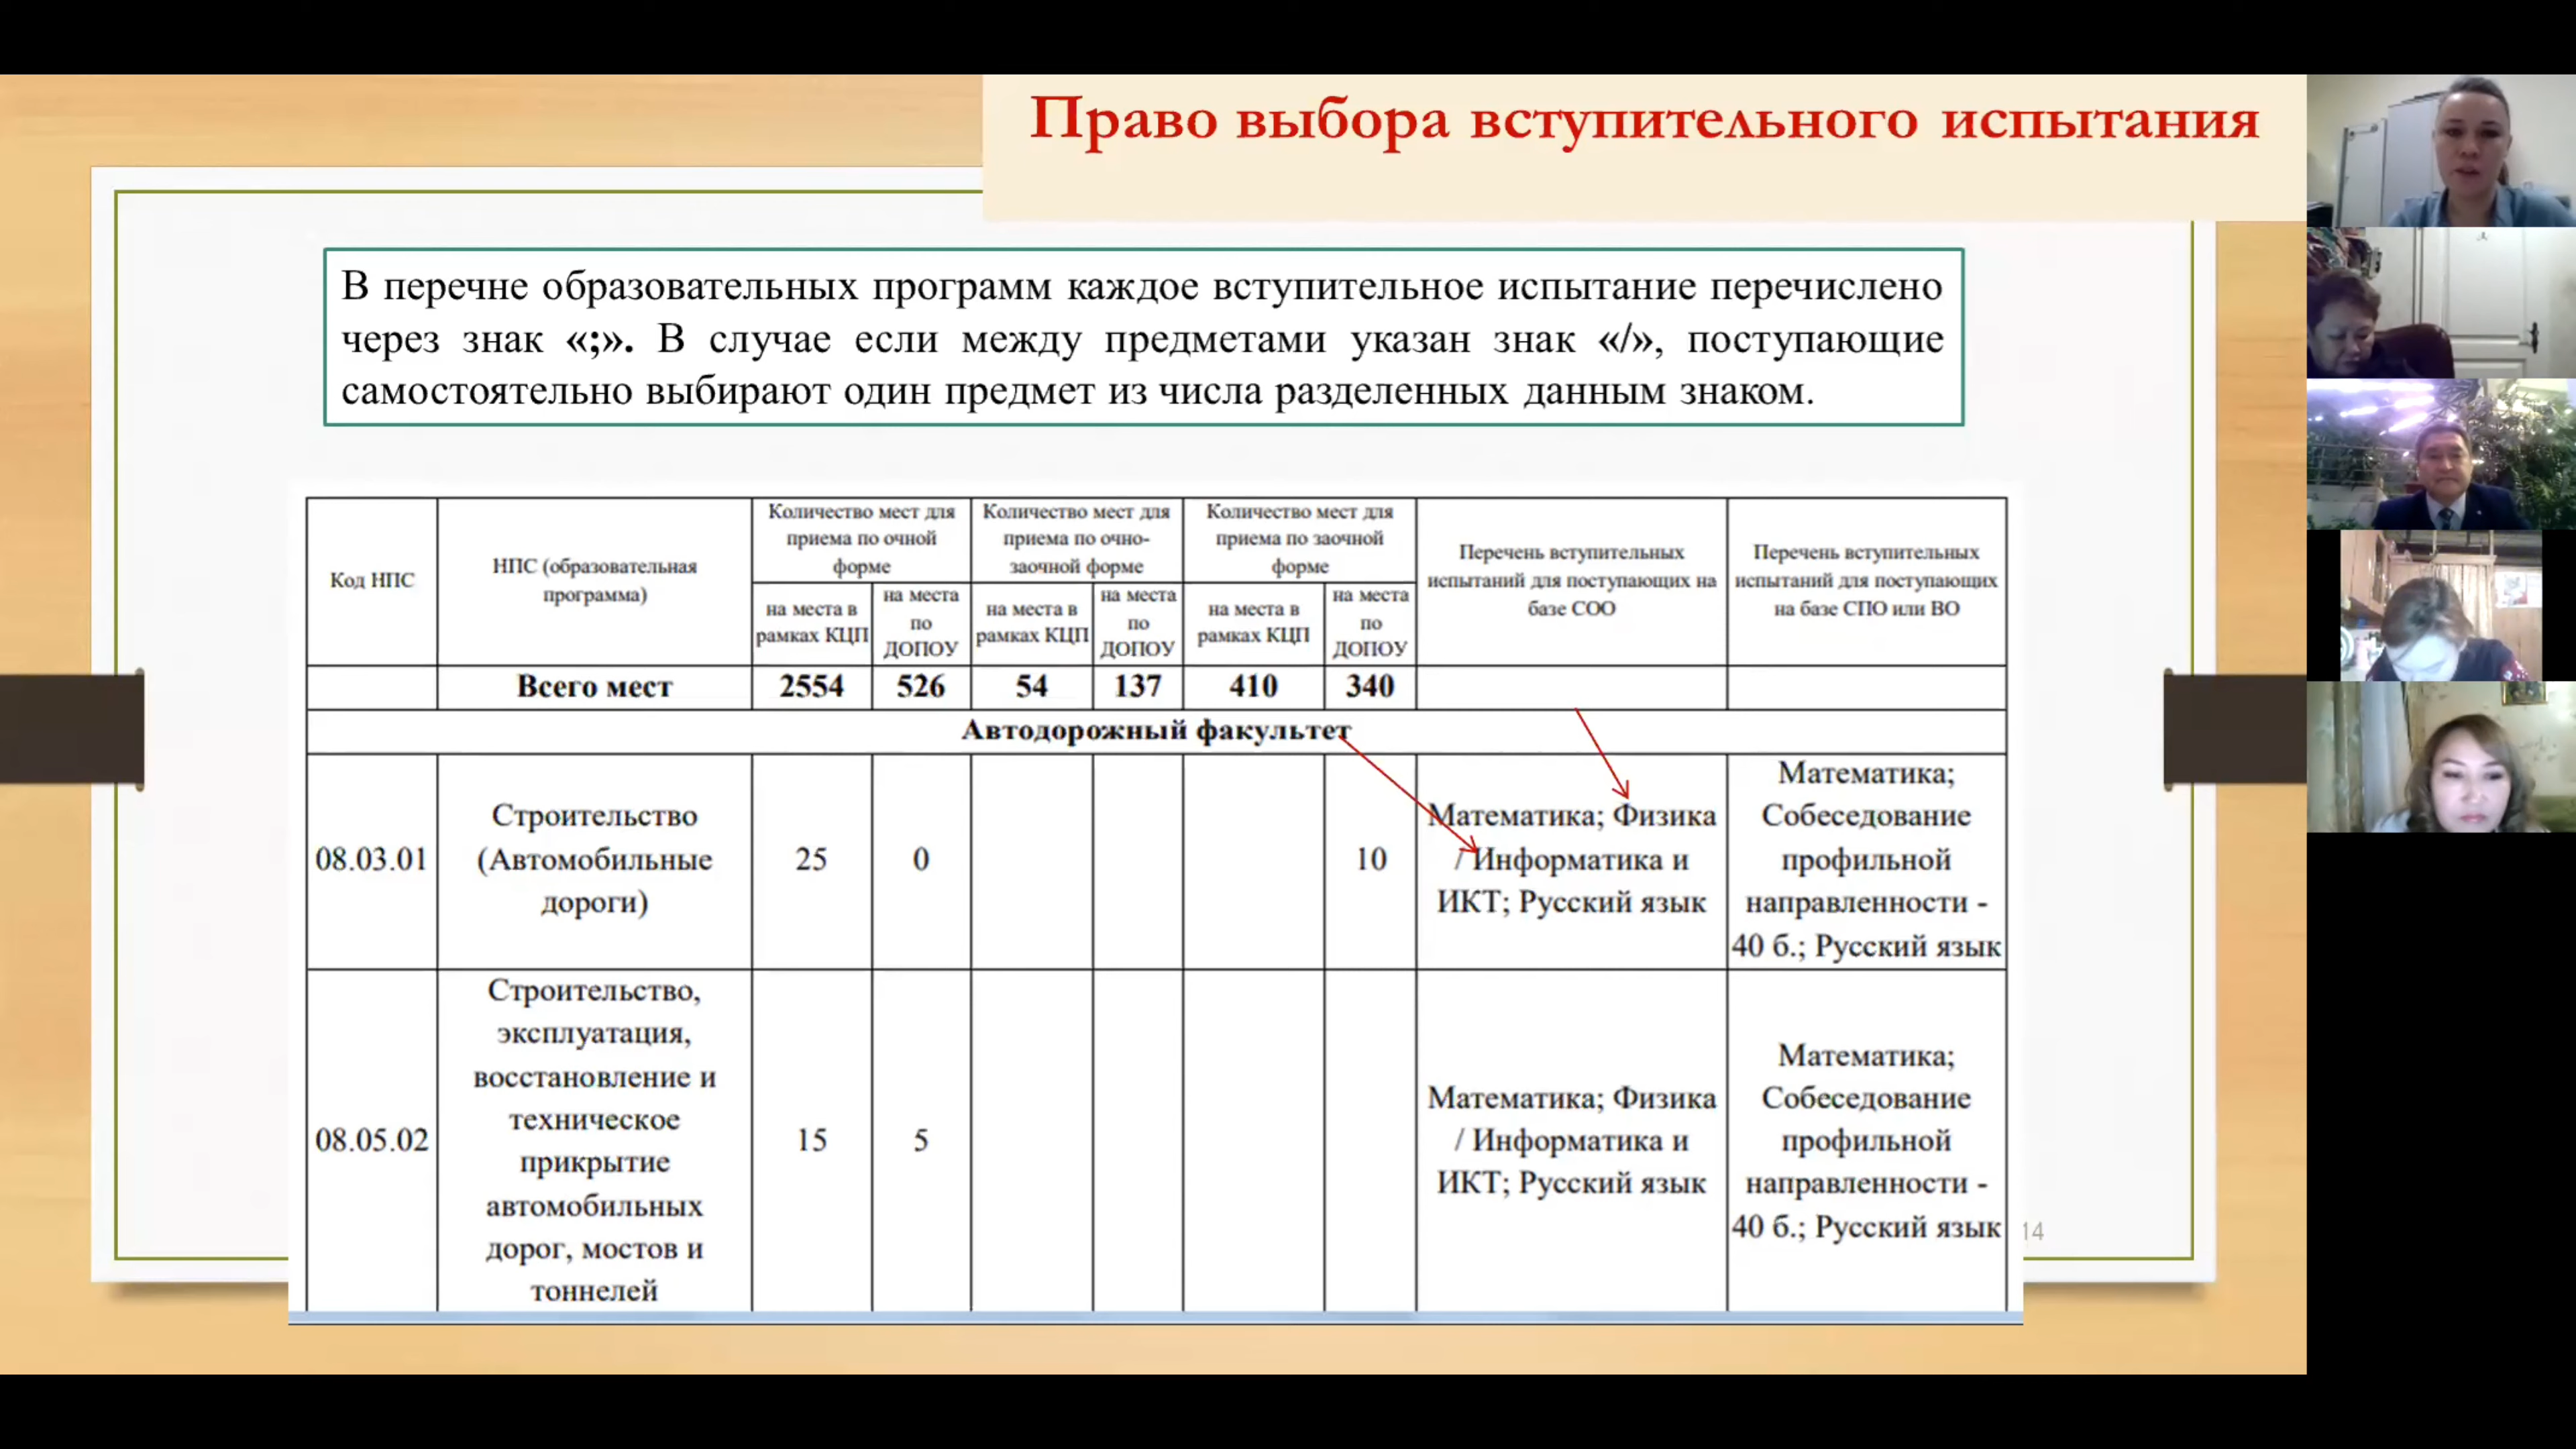 Право выбора вступительного испытания
В перечне образовательных программ каждое вступительное испытание перечислено
через знак «;». В случае если между предметами указан знак «/», поступающие
самостоятельно выбирают один предмет из числа разделенных данным знаком.
Код НПС
НПС (образовательная
программа)
Количество мест для
приема по очной
форме
Количество мест для
приема по очно-
заочной форме
Количество мест для
приема по заочной
форме
Перечень вступительных
испытаний для поступающих на
базе СОО
Перечень вступительных
испытаний для поступающих
на базе СПО или ВО
на места в
рамках КЦП
на места
по
ДОПОУ
на места в
рамках КЦП
на места
по
ДОПОУ
на места в
рамках КЦП
на места
по
ДОПОУ
Всего мест 2554 526 54 137 410 340
Автодорожный факультет
08.03.01
Строительство
(Автомобильные
дороги)
25
0
10
Математика; Физика
/ Информатика и
ИКТ; Русский язык
Математика;
Собеседование
профильной
направленности -
40 б.; Русский язык
08.05.02
Строительство,
эксплуатация,
восстановление и
техническое
прикрытие
автомобильных
дорог, мостов и
тоннелей
15
5
Математика; Физика
/ Информатика и
ИКТ; Русский язык
Математика;
Собеседование
профильной
направленности -
40 б.; Русский язык
14